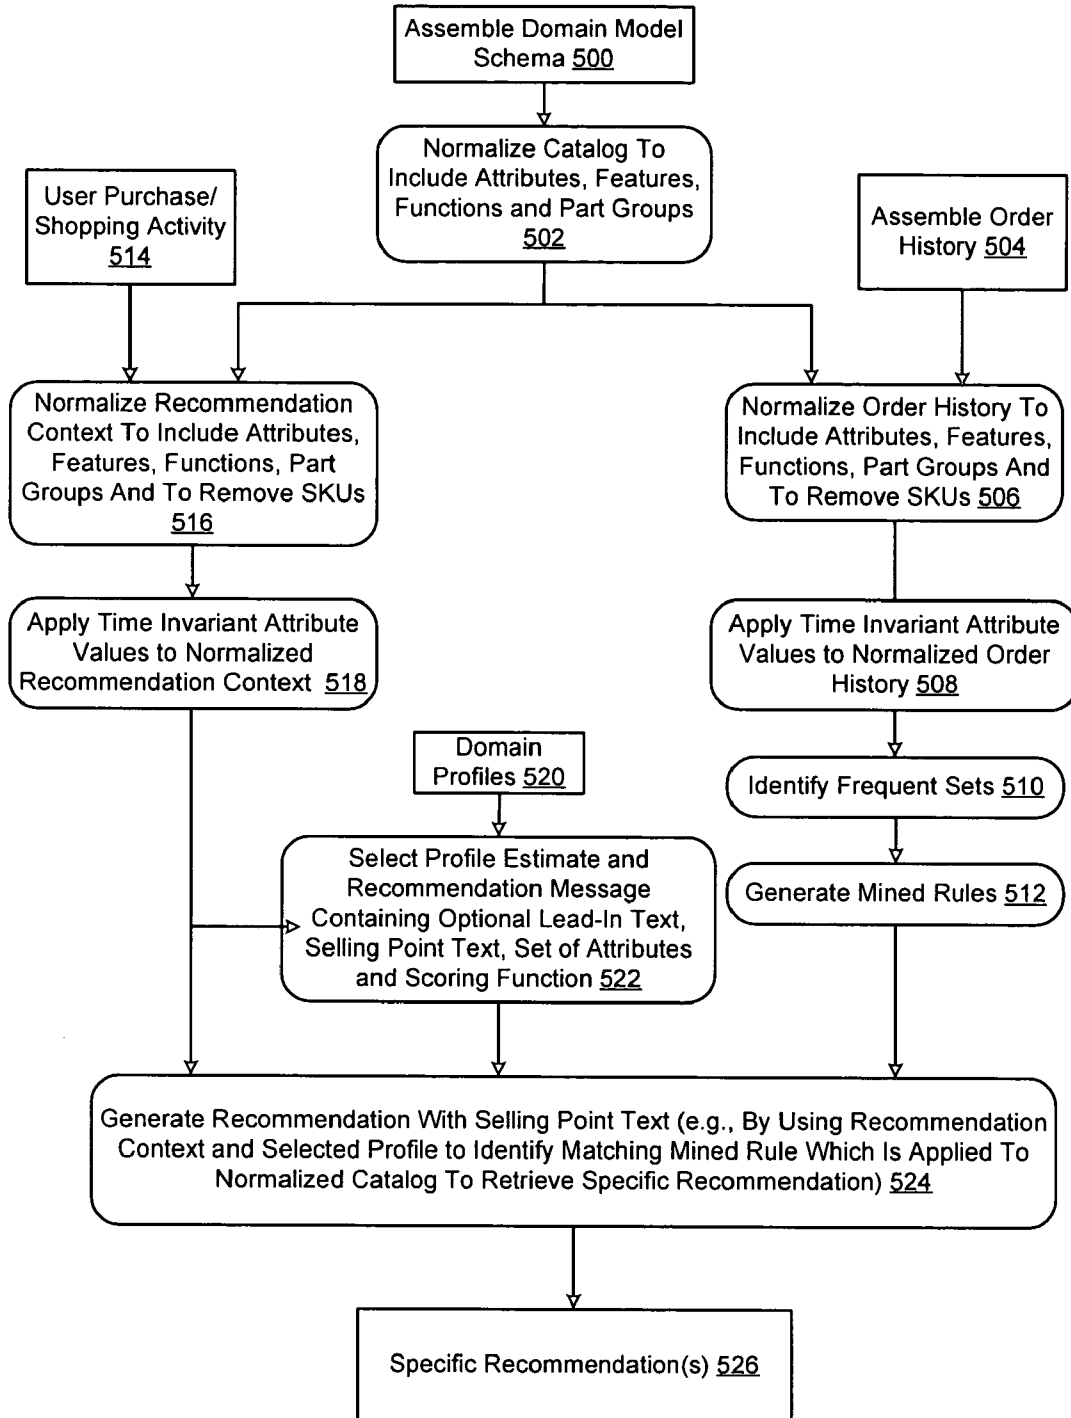 Assemble Domain Model
Schema 500
Normalize Catalog To
Include Attributes, Features,
Functions and Part Groups
502
User Purchase/
Shopping Activity
514
Assemble Order
History 504
Normalize Recommendation
Context To Include Attributes,
Features, Functions, Part
Groups And To Remove SKUs
516
Normalize Order History To
Include Attributes, Features,
Functions, Part Groups And
To Remove SKUs 506
Apply Time Invariant Attribute
Values to Normalized
Recommendation Context 518
Apply Time Invariant Attribute
Values to Normalized Order
History 508
Domain
Profiles 520
Identify Frequent Sets 510
Select Profile Estimate and
Recommendation Message
Containing Optional Lead-In Text,
Selling Point Text, Set of Attributes
and Scoring Function 522
Generate Mined Rules 512
Generate Recommendation With Selling Point Text (e.g., By Using Recommendation
Context and Selected Profile to Identify Matching Mined Rule Which Is Applied To
Normalized Catalog To Retrieve Specific Recommendation) 524
Specific Recommendation(s) 526